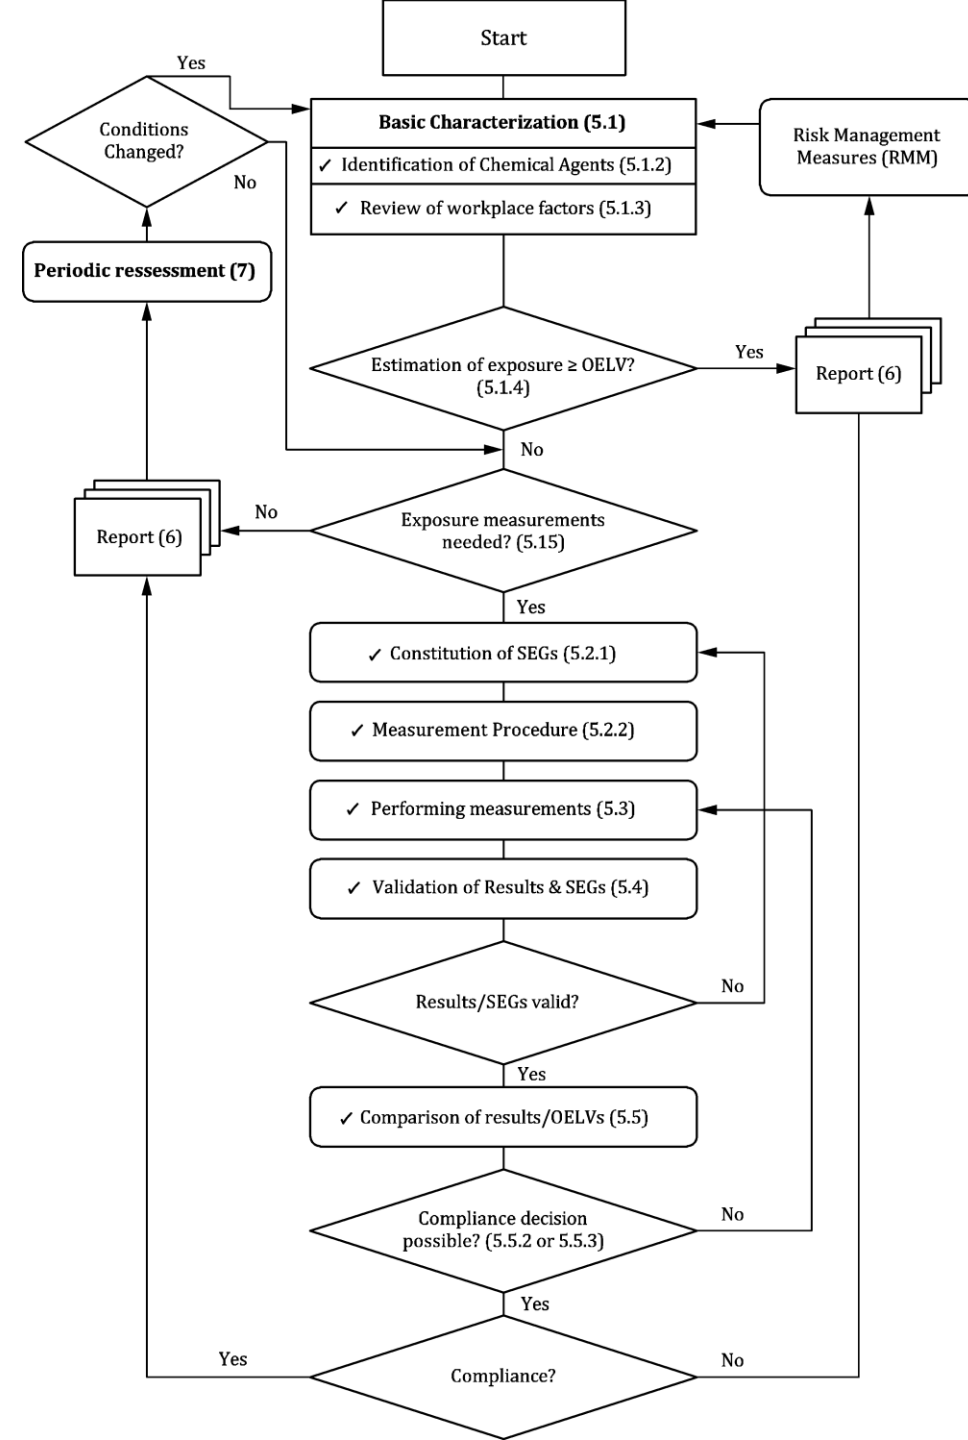 Start
Yes
Conditions
Changed?
No
Basic Characterization (5.1)
✓ Identification of Chemical Agents (5.1.2)
✓ Review of workplace factors (5.1.3)
Risk Management
Measures (RMM)
Periodic ressessment (7)
Estimation of exposure ≥ OELV?
(5.1.4)
Yes
Report (6)
No
Exposure measurements
needed? (5.15)
No
Report (6)
Yes
✓ Constitution of SEGs (5.2.1)
✓ Measurement Procedure (5.2.2)
✓ Performing measurements (5.3)
✓ Validation of Results & SEGs (5.4)
Results/SEGs valid?
No
Yes
✓ Comparison of results/OELVs (5.5)
Compliance decision
possible? (5.5.2 or 5.5.3)
No
Yes
Compliance?
Yes
No